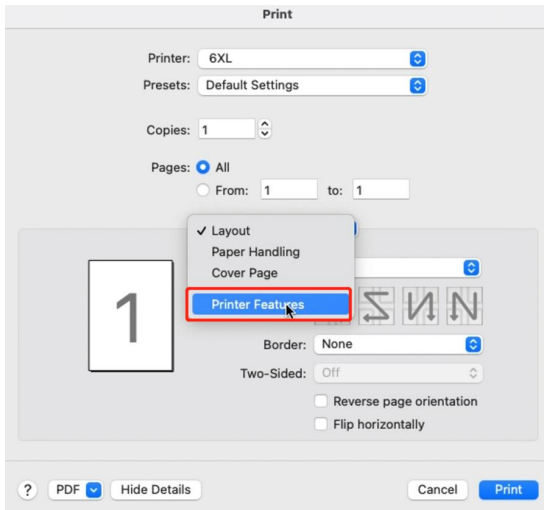 Print
Printer: 6XL
Presets: Default Settings
Copies: 1
Pages: All
From: 1 to: 1
✓ Layout
Paper Handling
Cover Page
Printer Features
1
Border: None
Two-Sided: Off
Reverse page orientation
Flip horizontally
? PDF Hide Details Cancel Print